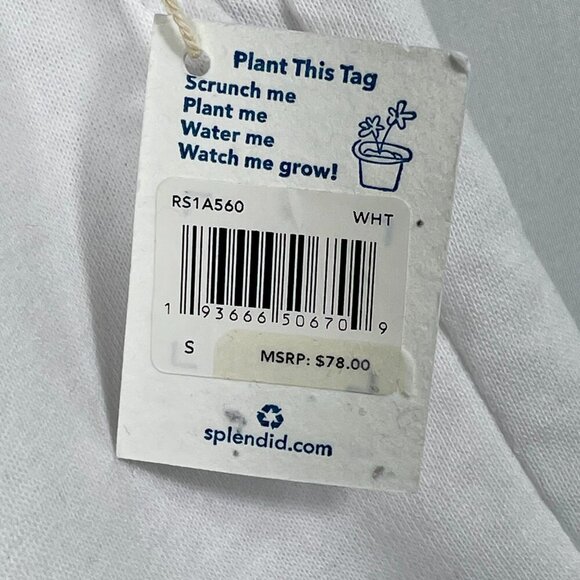 Plant This Tag
Scrunch me
Plant me
Water me
Watch me grow!
RS1A560 WHT
1 93666 50670 9
S MSRP: $78.00
splendid.com